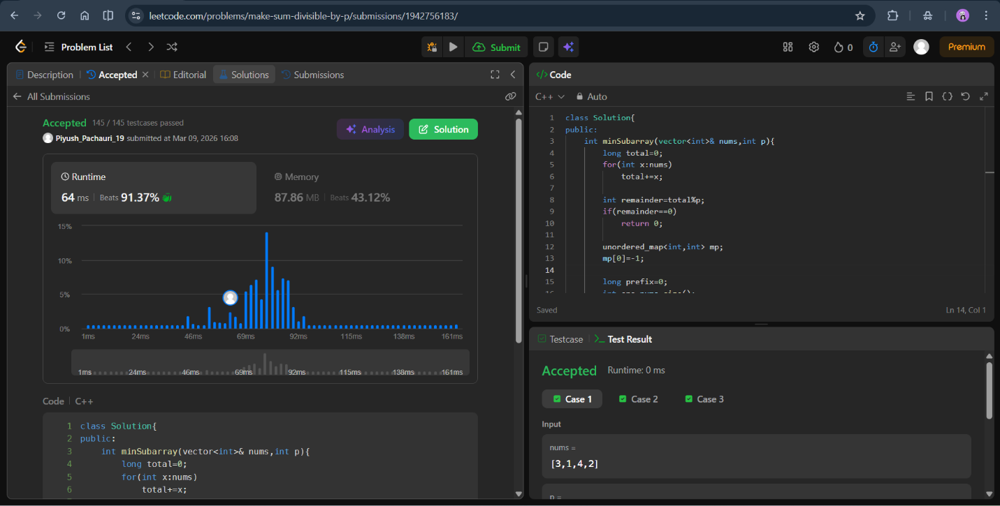 leetcode.com/problems/make-sum-divisible-by-p/submissions/1942756183/
Problem List
Submit
0
Premium
Description
Accepted
Editorial
Solutions
Submissions
All Submissions
Accepted 145 / 145 testcases passed
Piyush_Pachauri_19 submitted at Mar 09, 2026 16:08
Analysis
Solution
Runtime
64 ms Beats 91.37%
Memory
87.86 MB Beats 43.12%
15%
10%
5%
0%
1ms 24ms 46ms 69ms 92ms 115ms 138ms 161ms
1ms 24ms 46ms 69ms 92ms 115ms 138ms 161ms
Code C++
1 class Solution{
2 public:
3 int minSubarray(vector<int>& nums,int p){
4 long total=0;
5 for(int x:nums)
6 total+=x;
</> Code
C++ Auto
1 class Solution{
2 public:
3 int minSubarray(vector<int>& nums,int p){
4 long total=0;
5 for(int x:nums)
6 total+=x;
7
8 int remainder=total%p;
9 if(remainder==0)
10 return 0;
11
12 unordered_map<int,int> mp;
13 mp[0]=-1;
14
15 long prefix=0;
Saved
Ln 14, Col 1
Testcase
Test Result
Accepted Runtime: 0 ms
Case 1 Case 2 Case 3
Input
nums =
[3,1,4,2]
p =